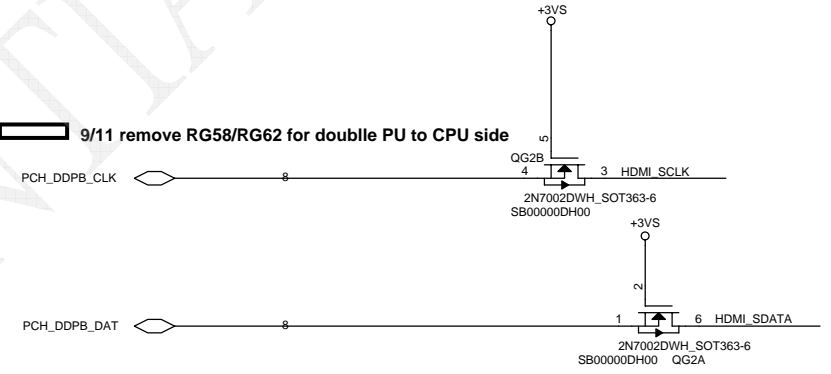 +3VS
9/11 remove RG58/RG62 for doublle PU to CPU side
5
QG2B
PCH_DDPB_CLK 8 4 3 HDMI_SCLK
2N7002DWH_SOT363-6
SB00000DH00
+3VS
2
PCH_DDPB_DAT 8 1 6 HDMI_SDATA
2N7002DWH_SOT363-6
SB00000DH00 QG2A